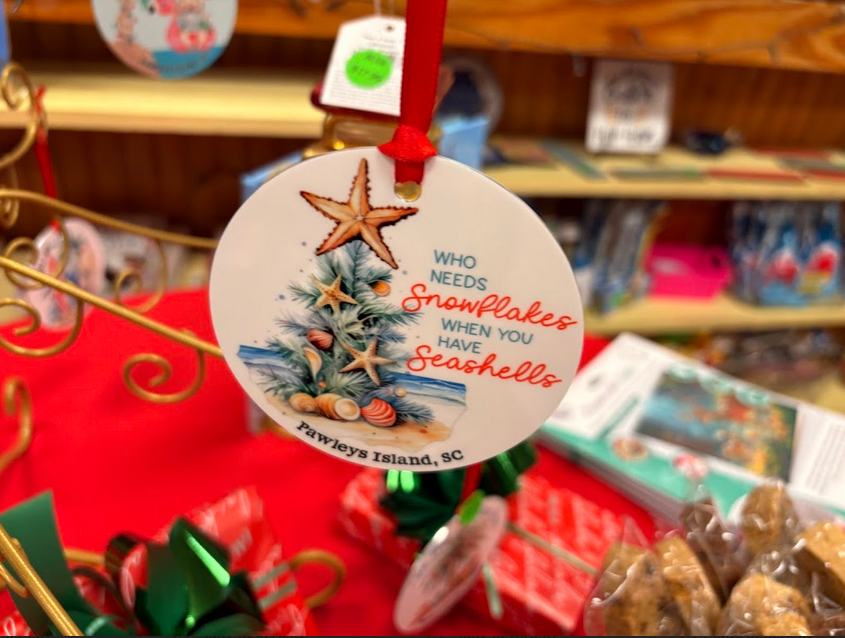 WHO
NEEDS
Snowflakes
WHEN YOU
HAVE
Seashells
Pawleys Island, SC